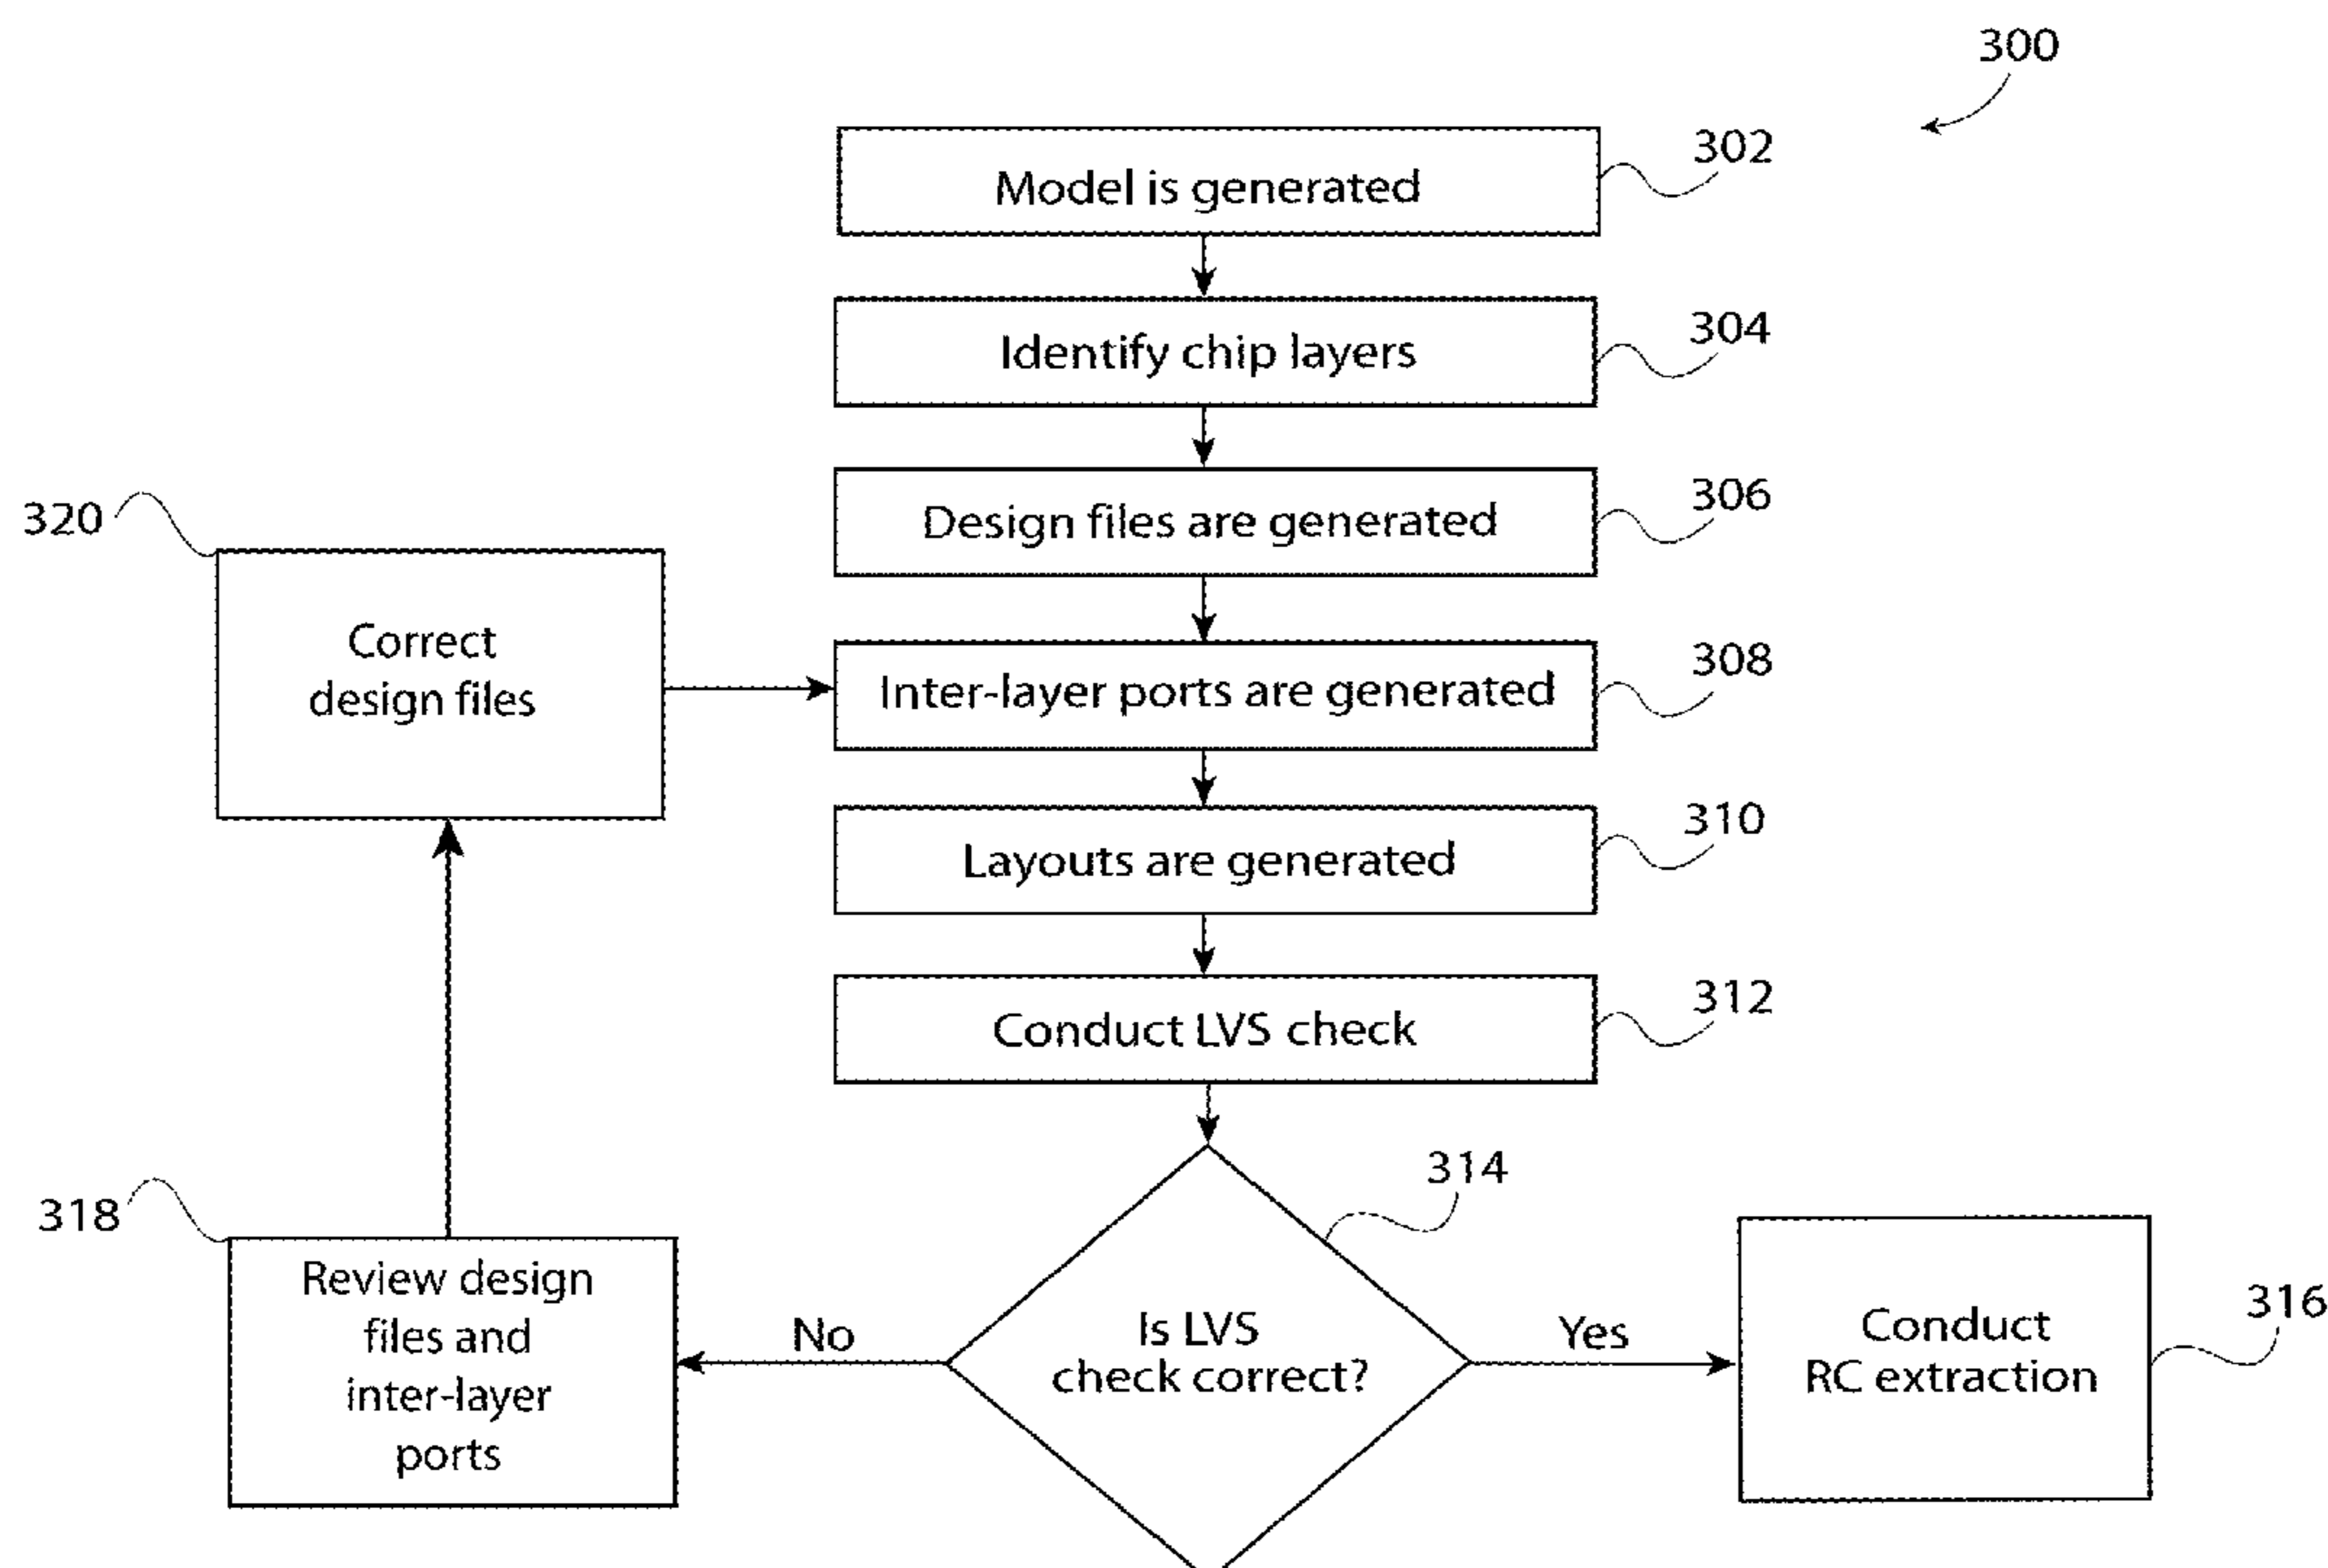 300
Model is generated
302
Identify chip layers
304
Design files are generated
306
320
Correct
design files
Inter-layer ports are generated
308
Layouts are generated
310
Conduct LVS check
312
314
318
Review design
files and
inter-layer
ports
No
Is LVS
check correct?
Yes
Conduct
RC extraction
316